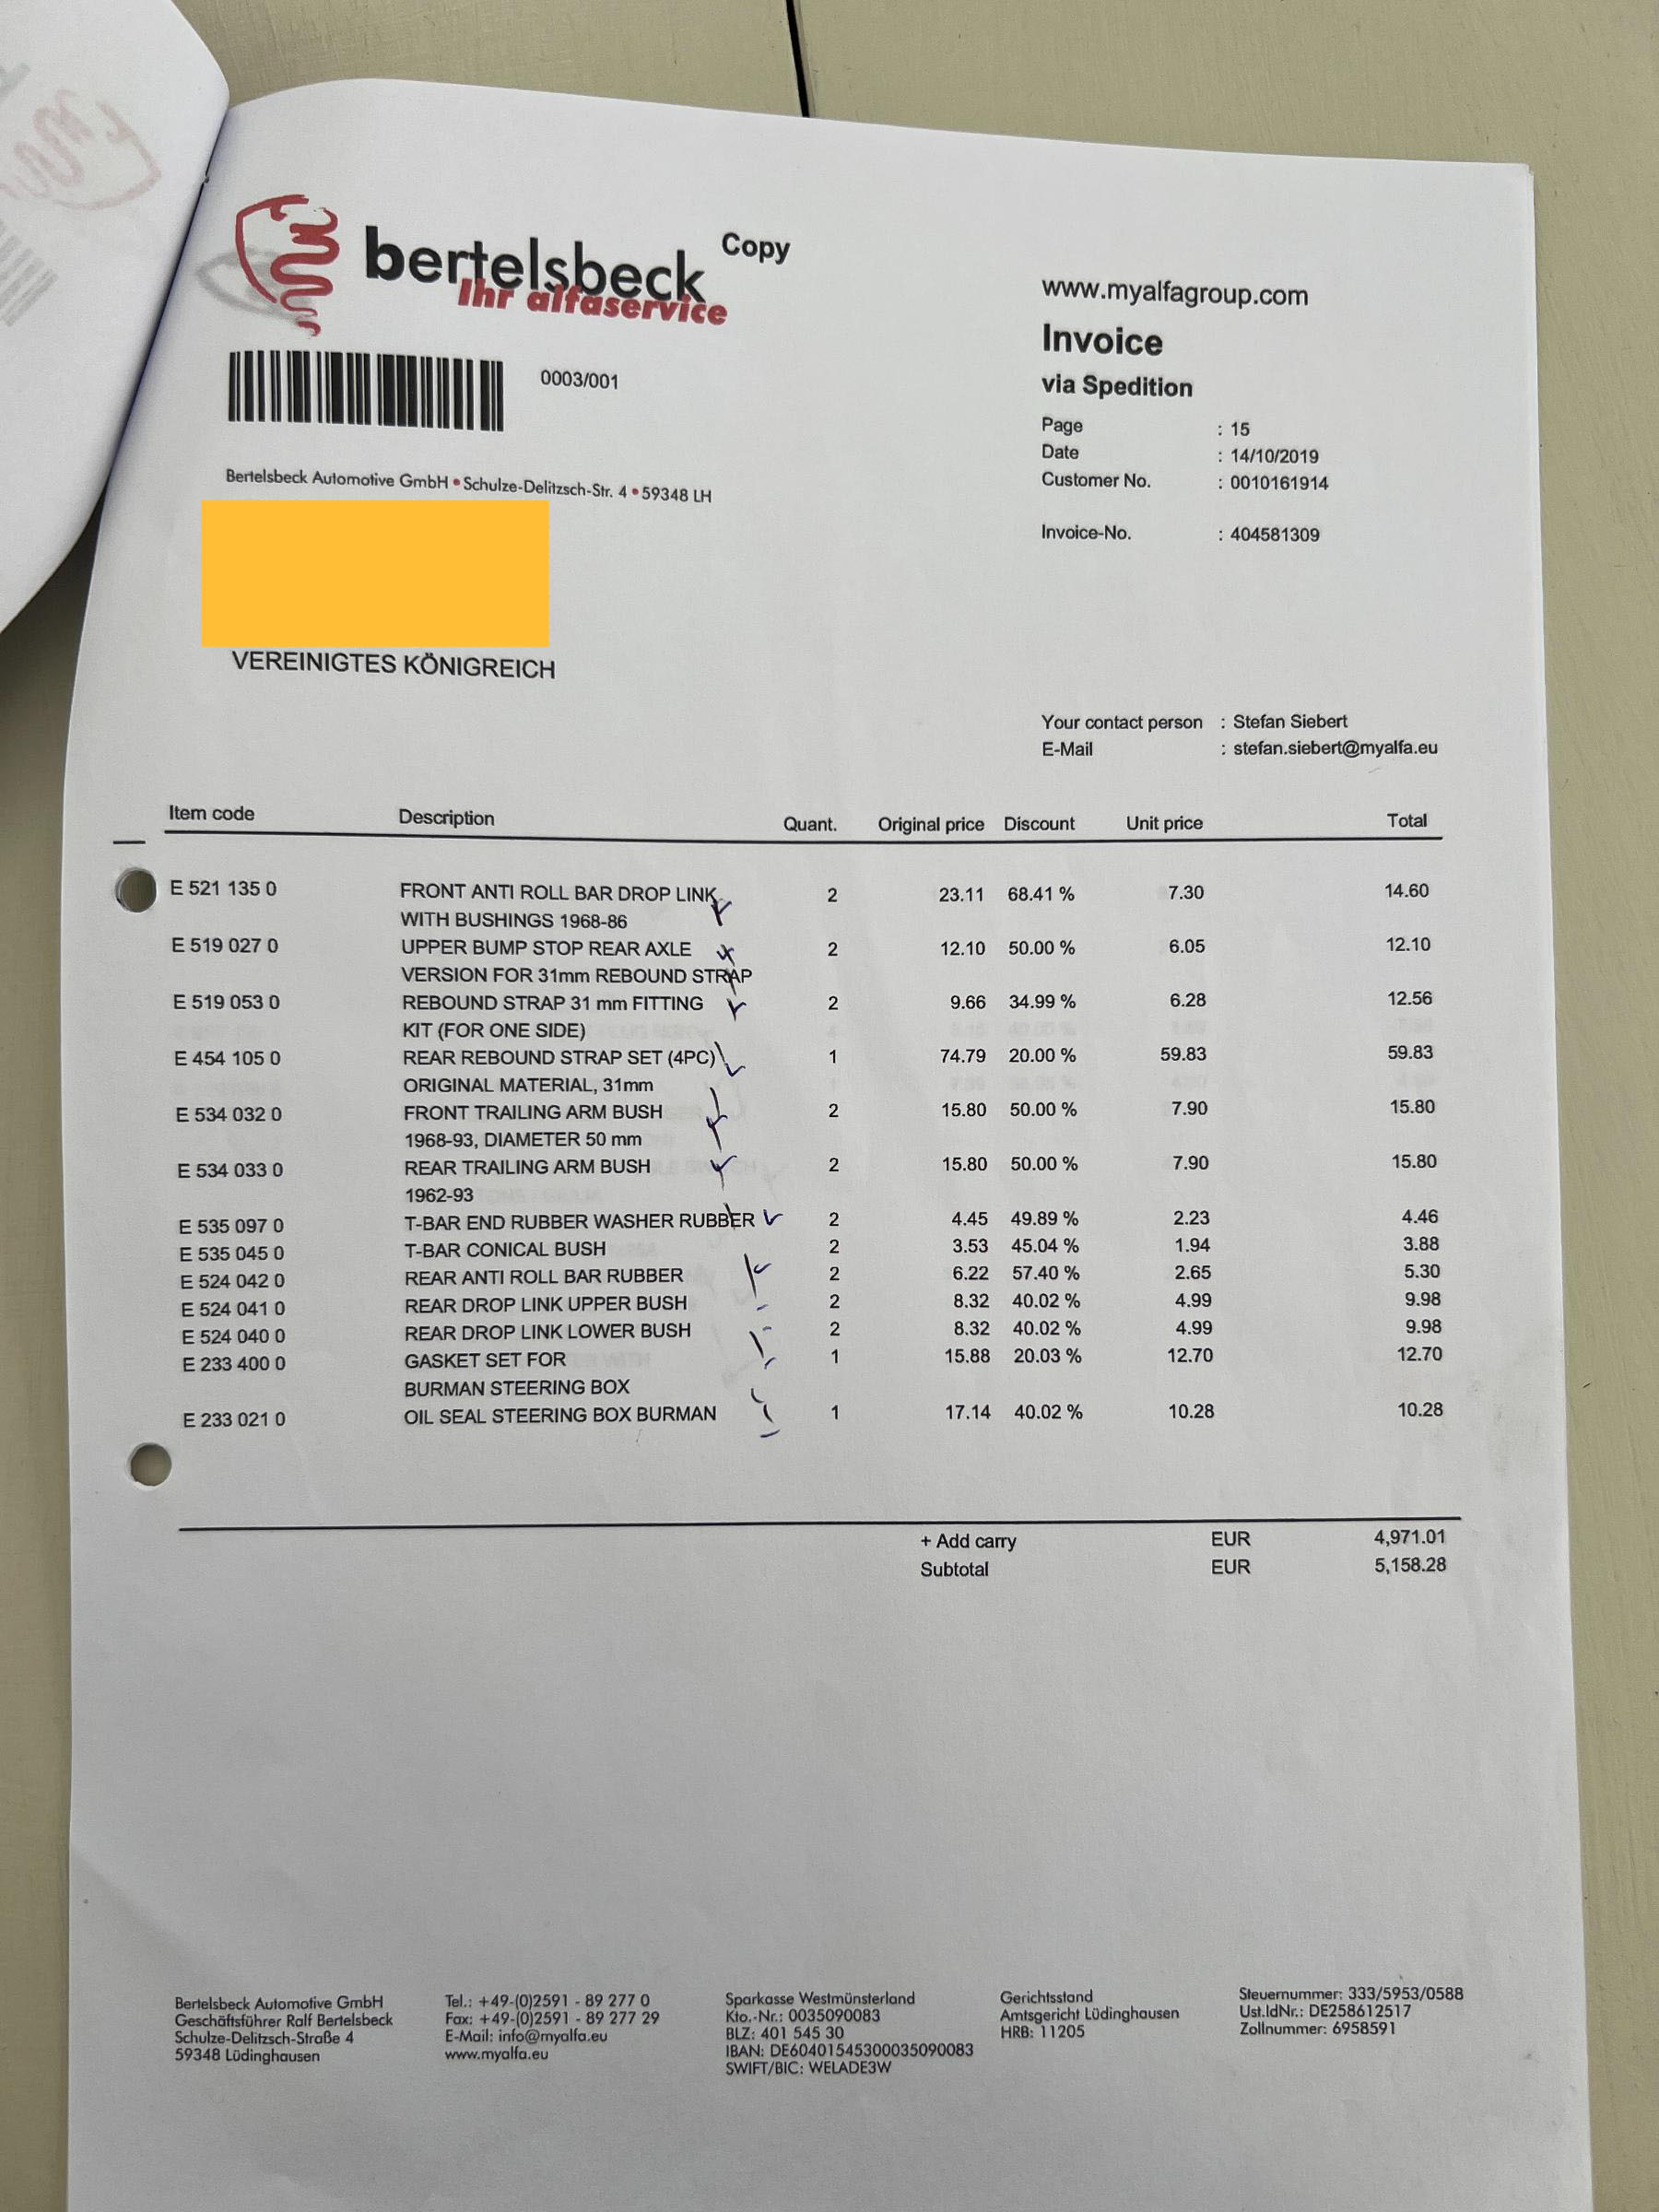 bertelsbeck
Ihr alfaservice
Copy
0003/001
www.myalfagroup.com
Invoice
via Spedition
Page : 15
Date : 14/10/2019
Customer No. : 0010161914
Invoice-No. : 404581309
Bertelsbeck Automotive GmbH • Schulze-Delitzsch-Str. 4 • 59348 LH
VEREINIGTES KÖNIGREICH
Your contact person : Stefan Siebert
E-Mail : stefan.siebert@myalfa.eu
Item code Description Quant. Original price Discount Unit price Total
E 521 135 0 FRONT ANTI ROLL BAR DROP LINK 2 23.11 68.41 % 7.30 14.60
WITH BUSHINGS 1968-86
E 519 027 0 UPPER BUMP STOP REAR AXLE 2 12.10 50.00 % 6.05 12.10
VERSION FOR 31mm REBOUND STRAP
E 519 053 0 REBOUND STRAP 31 mm FITTING 2 9.66 34.99 % 6.28 12.56
KIT (FOR ONE SIDE)
E 454 105 0 REAR REBOUND STRAP SET (4PC) 1 74.79 20.00 % 59.83 59.83
ORIGINAL MATERIAL, 31mm
E 534 032 0 FRONT TRAILING ARM BUSH 2 15.80 50.00 % 7.90 15.80
1968-93, DIAMETER 50 mm
E 534 033 0 REAR TRAILING ARM BUSH 2 15.80 50.00 % 7.90 15.80
1962-93
E 535 097 0 T-BAR END RUBBER WASHER RUBBER 2 4.45 49.89 % 2.23 4.46
E 535 045 0 T-BAR CONICAL BUSH 2 3.53 45.04 % 1.94 3.88
E 524 042 0 REAR ANTI ROLL BAR RUBBER 2 6.22 57.40 % 2.65 5.30
E 524 041 0 REAR DROP LINK UPPER BUSH 2 8.32 40.02 % 4.99 9.98
E 524 040 0 REAR DROP LINK LOWER BUSH 2 8.32 40.02 % 4.99 9.98
E 233 400 0 GASKET SET FOR 1 15.88 20.03 % 12.70 12.70
BURMAN STEERING BOX
E 233 021 0 OIL SEAL STEERING BOX BURMAN 1 17.14 40.02 % 10.28 10.28
+ Add carry EUR 4,971.01
Subtotal EUR 5,158.28
Bertelsbeck Automotive GmbH
Geschäftsführer Ralf Bertelsbeck
Schulze-Delitzsch-Straße 4
59348 Lüdinghausen
Tel.: +49-(0)2591 - 89 277 0
Fax: +49-(0)2591 - 89 277 29
E-Mail: info@myalfa.eu
www.myalfa.eu
Sparkasse Westmünsterland
Kto.-Nr.: 0035090083
BLZ: 401 545 30
IBAN: DE60401545300035090083
SWIFT/BIC: WELADE3W
Gerichtsstand
Amtsgericht Lüdinghausen
HRB: 11205
Steuernummer: 333/5953/0588
Ust.IdNr.: DE258612517
Zollnummer: 6958591